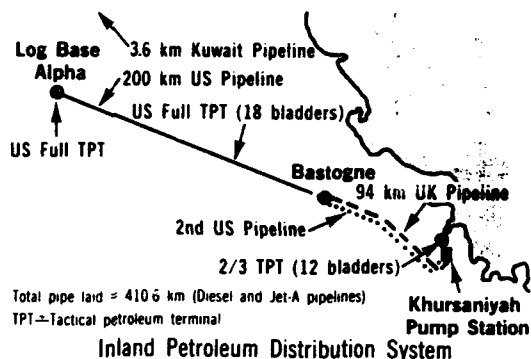 3.6 km Kuwait Pipeline
Log Base
Alpha
200 km US Pipeline
US Full TPT (18 bladders)
US Full TPT
Bastogne
94 km UK Pipeline
2nd US Pipeline
2/3 TPT (12 bladders)
Total pipe laid = 410 6 km (Diesel and Jet-A pipelines)
TPT=Tactical petroleum terminal
Khursaniyah
Pump Station
Inland Petroleum Distribution System